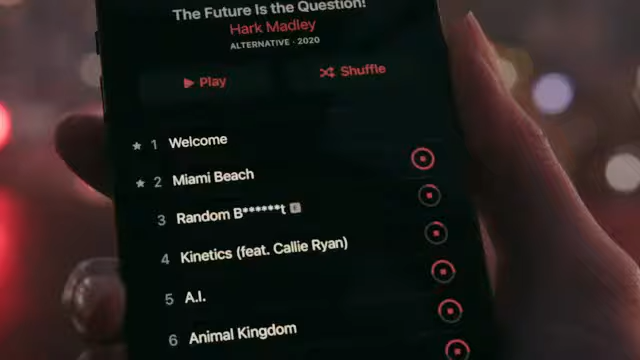 The Future Is the Question!
Hark Madley
ALTERNATIVE · 2020
Play
Shuffle
★ 1 Welcome
★ 2 Miami Beach
3 Random B******t E
4 Kinetics (feat. Callie Ryan)
5 A.I.
6 Animal Kingdom